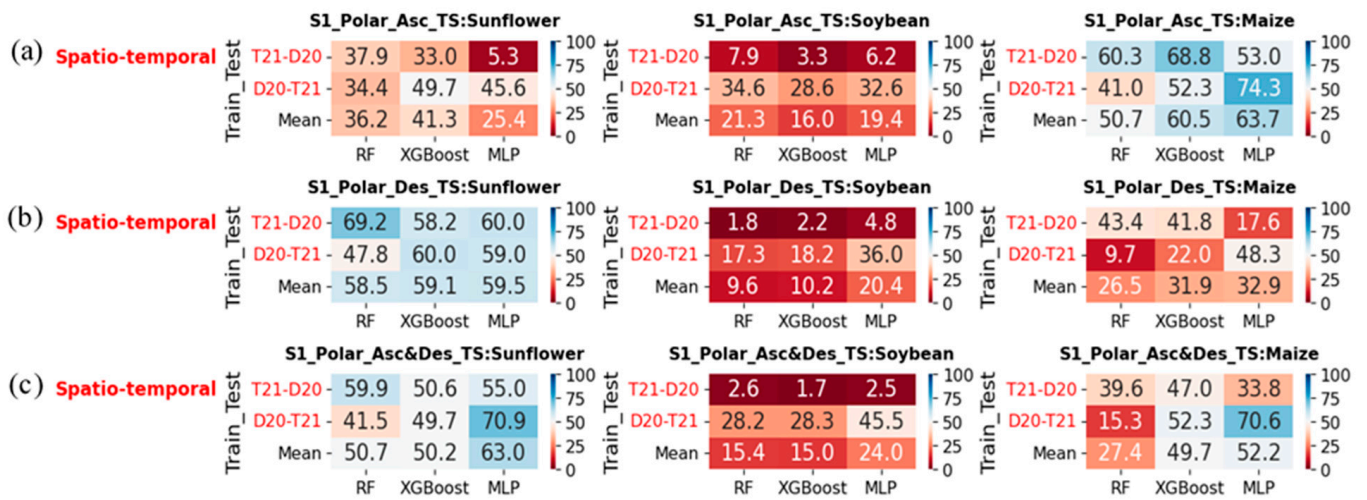 S1_Polar_Asc_TS:Sunflower S1_Polar_Asc_TS:Soybean S1_Polar_Asc_TS:Maize
(a) Spatio-temporal
Train_Test T21-D20 37.9 33.0 5.3 100 Train_Test T21-D20 7.9 3.3 6.2 100 Train_Test T21-D20 60.3 68.8 53.0 100
75 75 75
D20-T21 34.4 49.7 45.6 50 D20-T21 34.6 28.6 32.6 50 D20-T21 41.0 52.3 74.3 50
25 25 25
Mean 36.2 41.3 25.4 0 Mean 21.3 16.0 19.4 0 Mean 50.7 60.5 63.7 0
RF XGBoost MLP RF XGBoost MLP RF XGBoost MLP
S1_Polar_Des_TS:Sunflower S1_Polar_Des_TS:Soybean S1_Polar_Des_TS:Maize
(b) Spatio-temporal
Train_Test T21-D20 69.2 58.2 60.0 100 Train_Test T21-D20 1.8 2.2 4.8 100 Train_Test T21-D20 43.4 41.8 17.6 100
75 75 75
D20-T21 47.8 60.0 59.0 50 D20-T21 17.3 18.2 36.0 50 D20-T21 9.7 22.0 48.3 50
25 25 25
Mean 58.5 59.1 59.5 0 Mean 9.6 10.2 20.4 0 Mean 26.5 31.9 32.9 0
RF XGBoost MLP RF XGBoost MLP RF XGBoost MLP
S1_Polar_Asc&Des_TS:Sunflower S1_Polar_Asc&Des_TS:Soybean S1_Polar_Asc&Des_TS:Maize
(c) Spatio-temporal
Train_Test T21-D20 59.9 50.6 55.0 100 Train_Test T21-D20 2.6 1.7 2.5 100 Train_Test T21-D20 39.6 47.0 33.8 100
75 75 75
D20-T21 41.5 49.7 70.9 50 D20-T21 28.2 28.3 45.5 50 D20-T21 15.3 52.3 70.6 50
25 25 25
Mean 50.7 50.2 63.0 0 Mean 15.4 15.0 24.0 0 Mean 27.4 49.7 52.2 0
RF XGBoost MLP RF XGBoost MLP RF XGBoost MLP